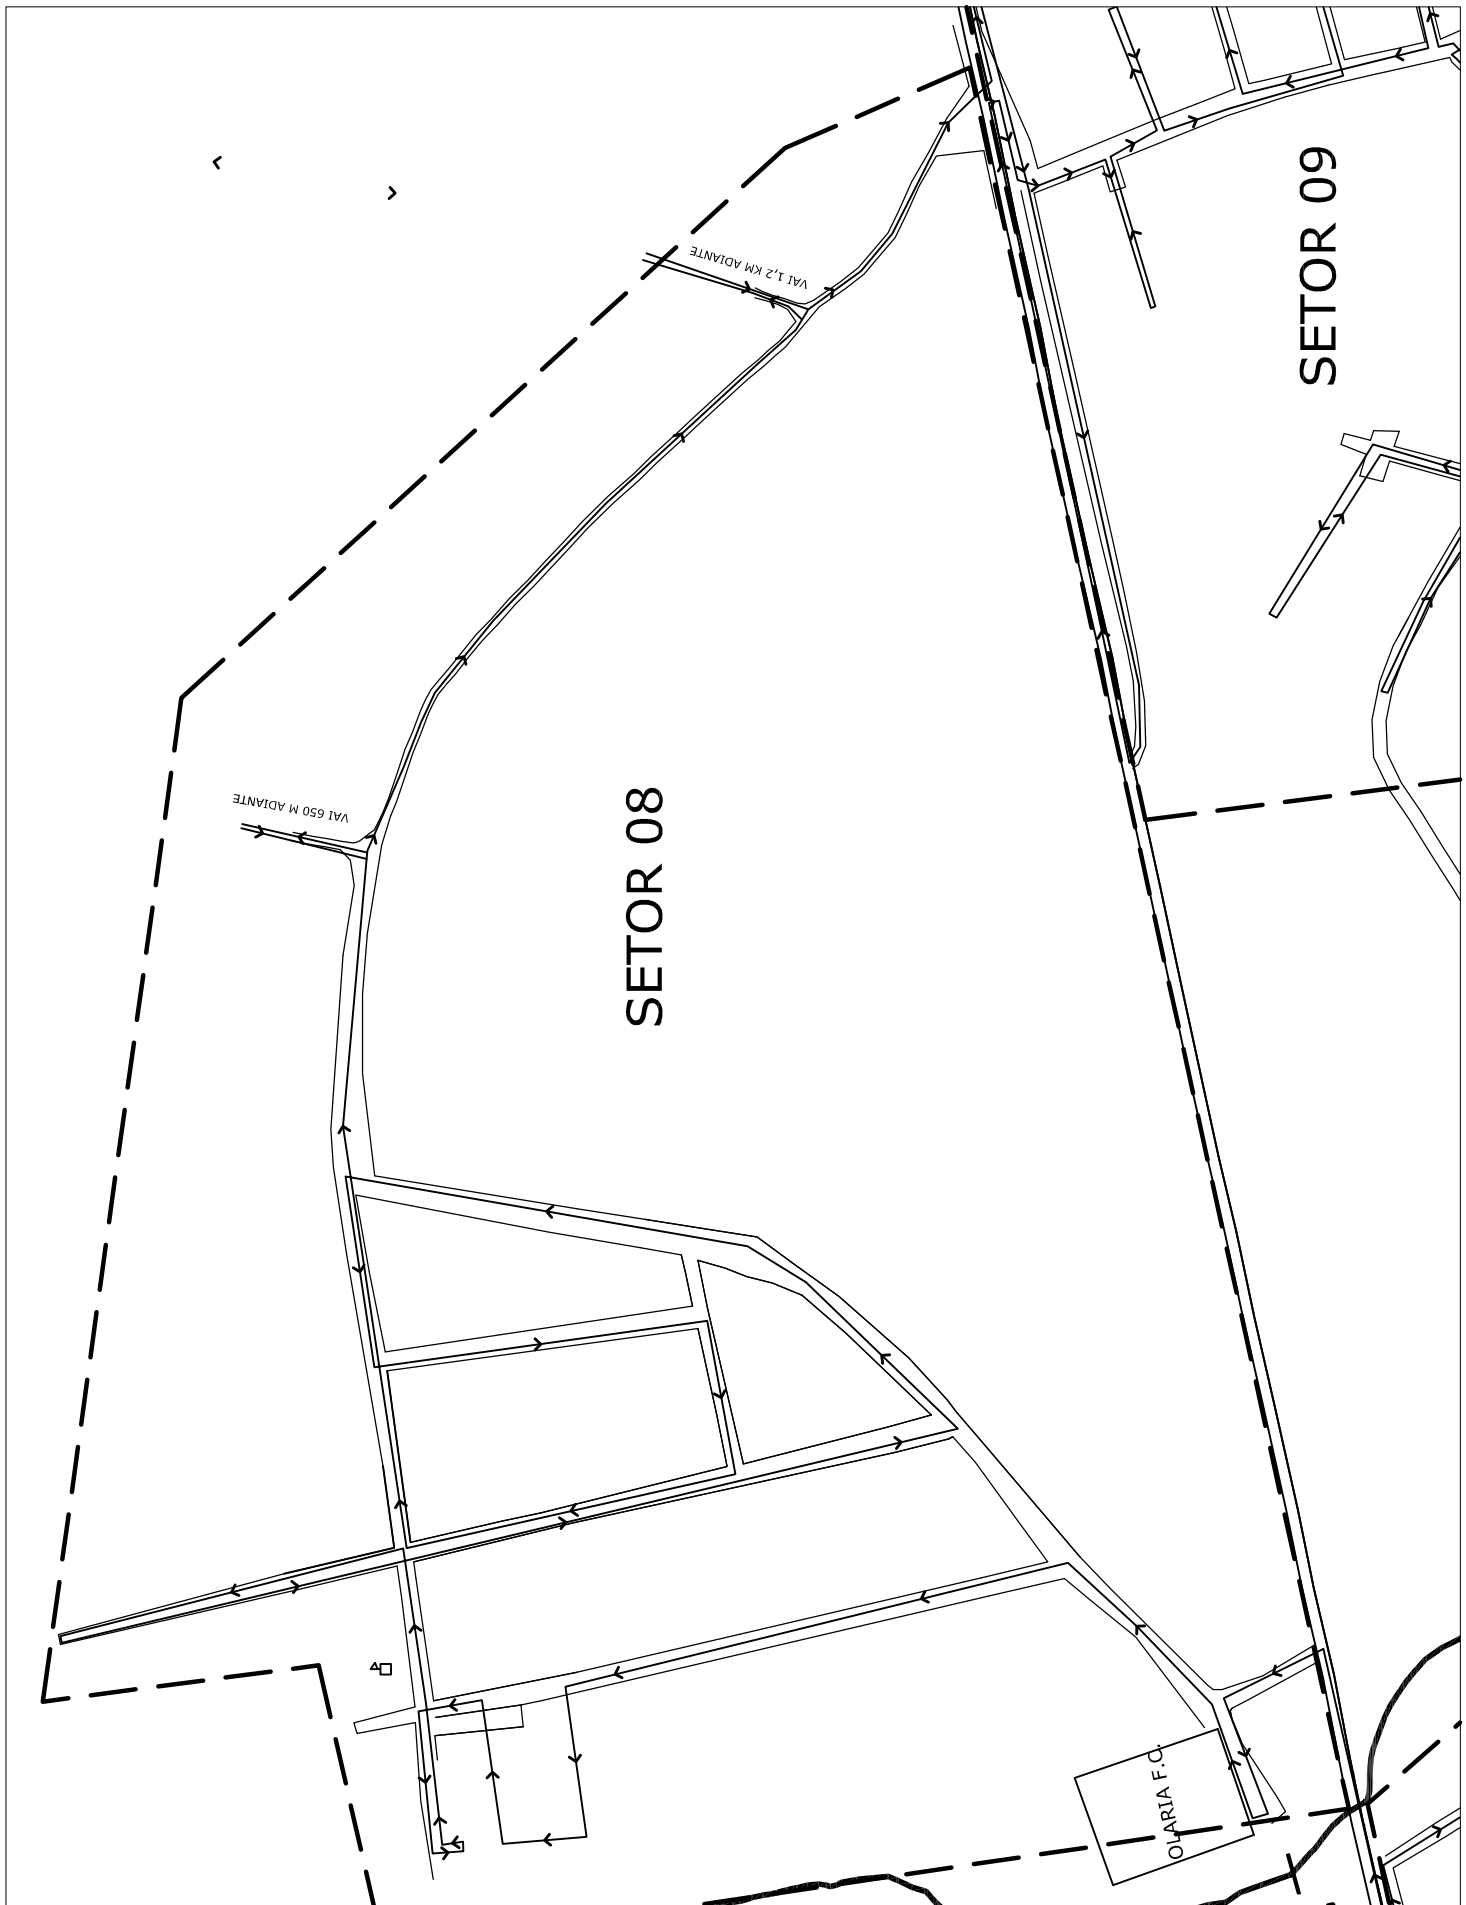 VAI 1,2 KM ADIANTE
SETOR 09
VAI 650 M ADIANTE
SETOR 08
OLARIA F.C.